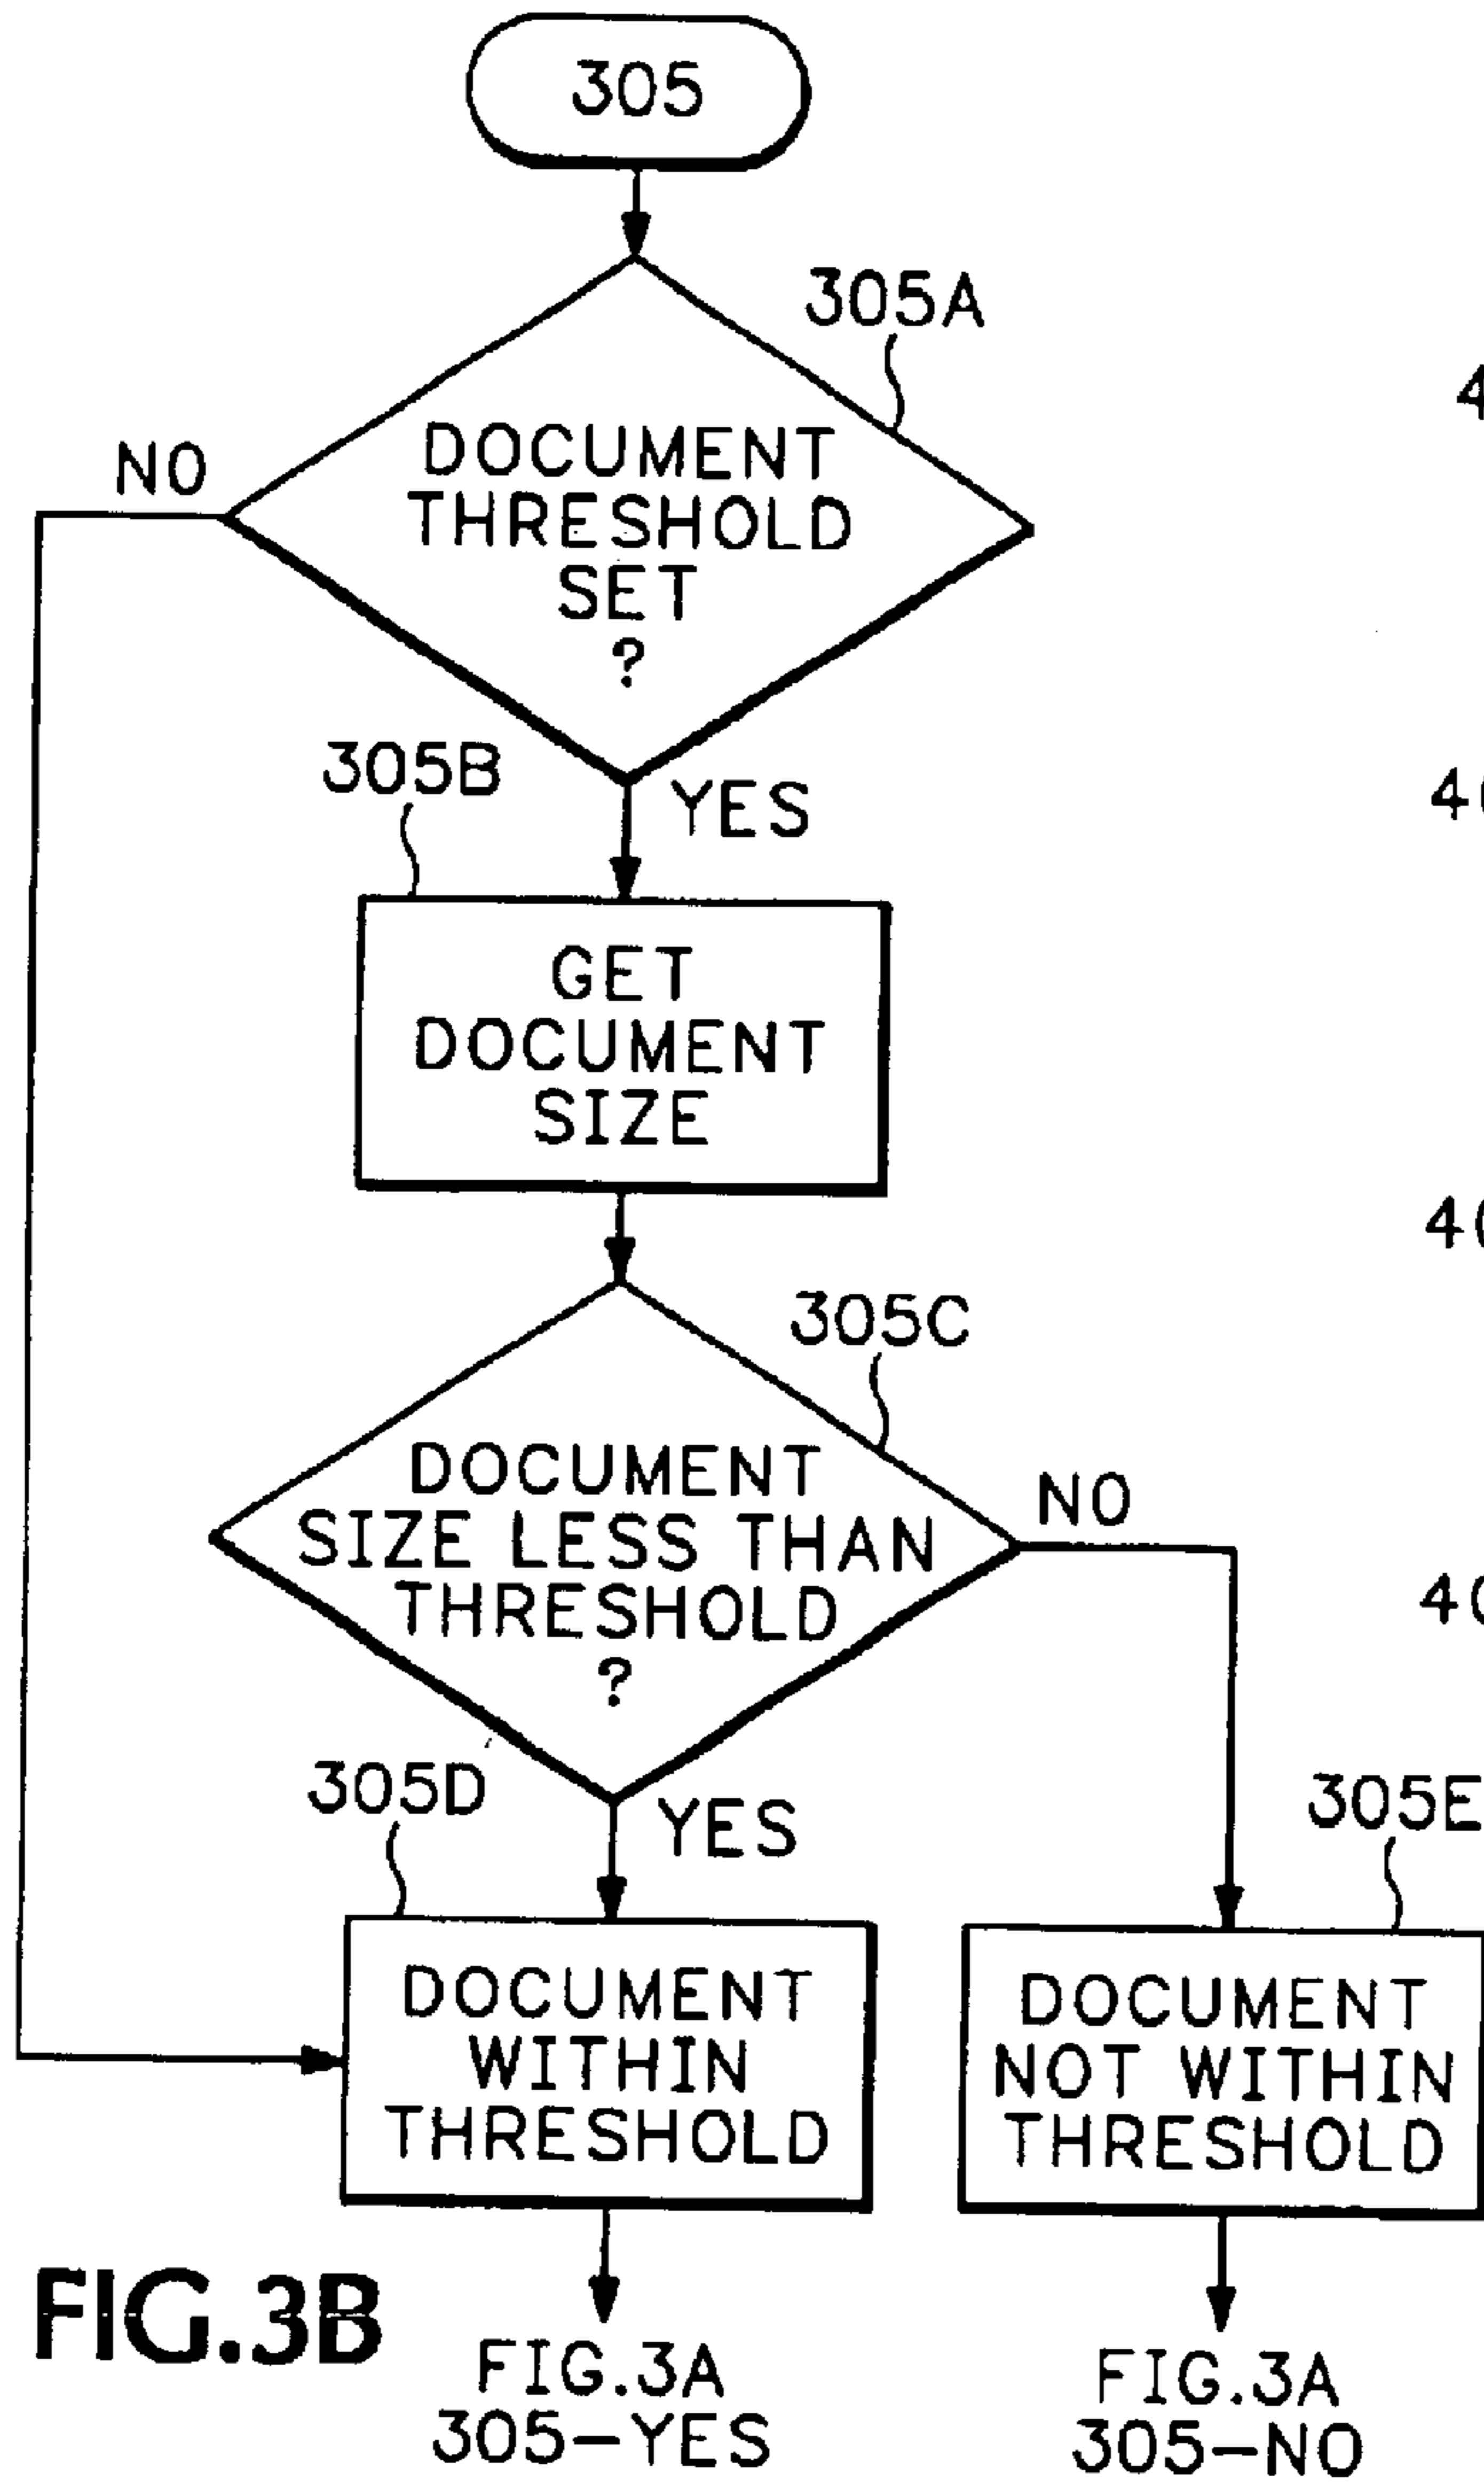 305
305A
NO
DOCUMENT
THRESHOLD
SET
?
305B
YES
GET
DOCUMENT
SIZE
305C
DOCUMENT
SIZE LESS THAN
THRESHOLD
?
NO
305D
YES
305E
DOCUMENT
WITHIN
THRESHOLD
DOCUMENT
NOT WITHIN
THRESHOLD
FIG.3B
FIG.3A
305-YES
FIG.3A
305-NO